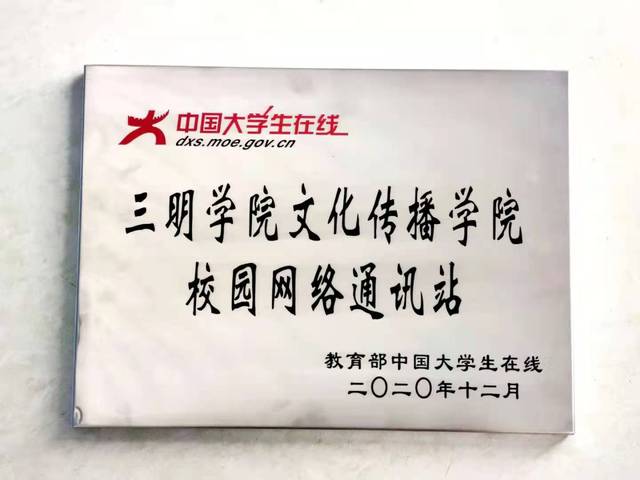 中国大学生在线
dxs.moe.gov.cn
三明学院文化传播学院
校园网络通讯站
教育部中国大学生在线
二〇二〇年十二月